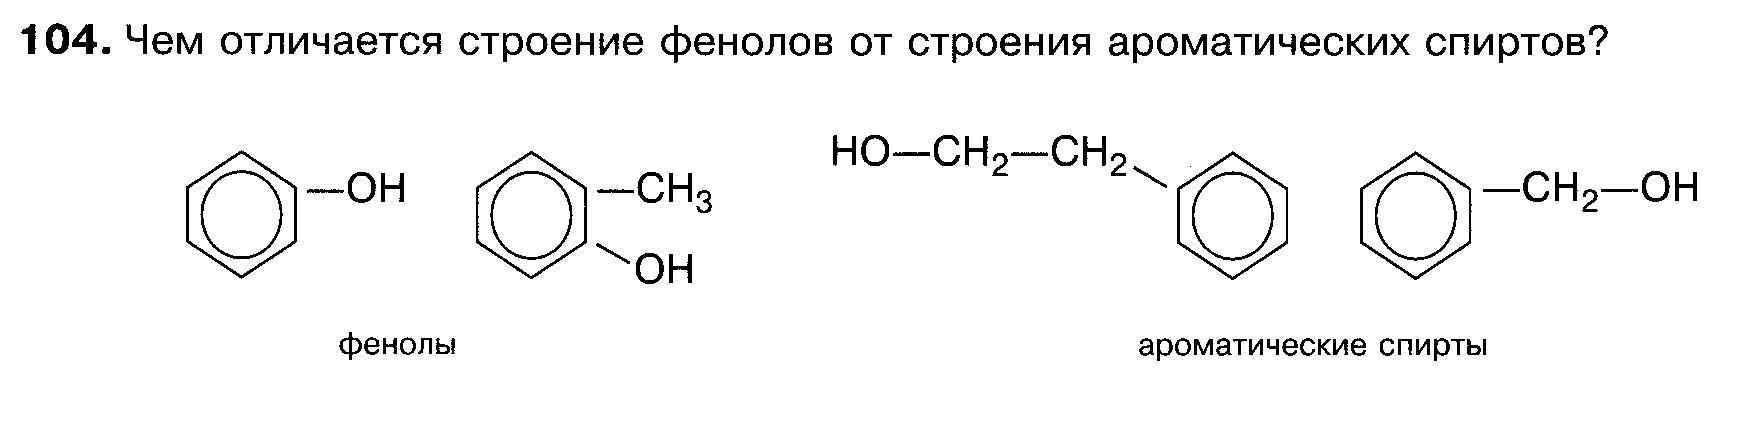 104. Чем отличается строение фенолов от строения ароматических спиртов?
OH
CH₃
OH
HO—CH₂—CH₂
CH₂—OH
фенолы
ароматические спирты